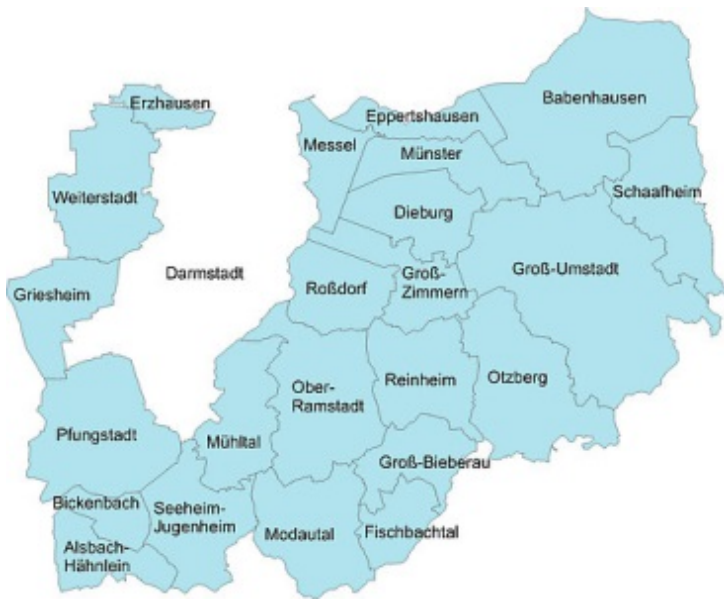 Babenhausen
Erzhausen
Eppertshausen
Messel
Münster
Weiterstadt
Schaafheim
Dieburg
Darmstadt
Groß-Umstadt
Griesheim
Roßdorf
Groß-
Zimmern
Ober-
Ramstadt
Reinheim
Otzberg
Pfungstadt
Mühltal
Groß-Bieberau
Bickenbach
Seeheim-
Jugenheim
Modautal
Fischbachtal
Alsbach-
Hähnlein